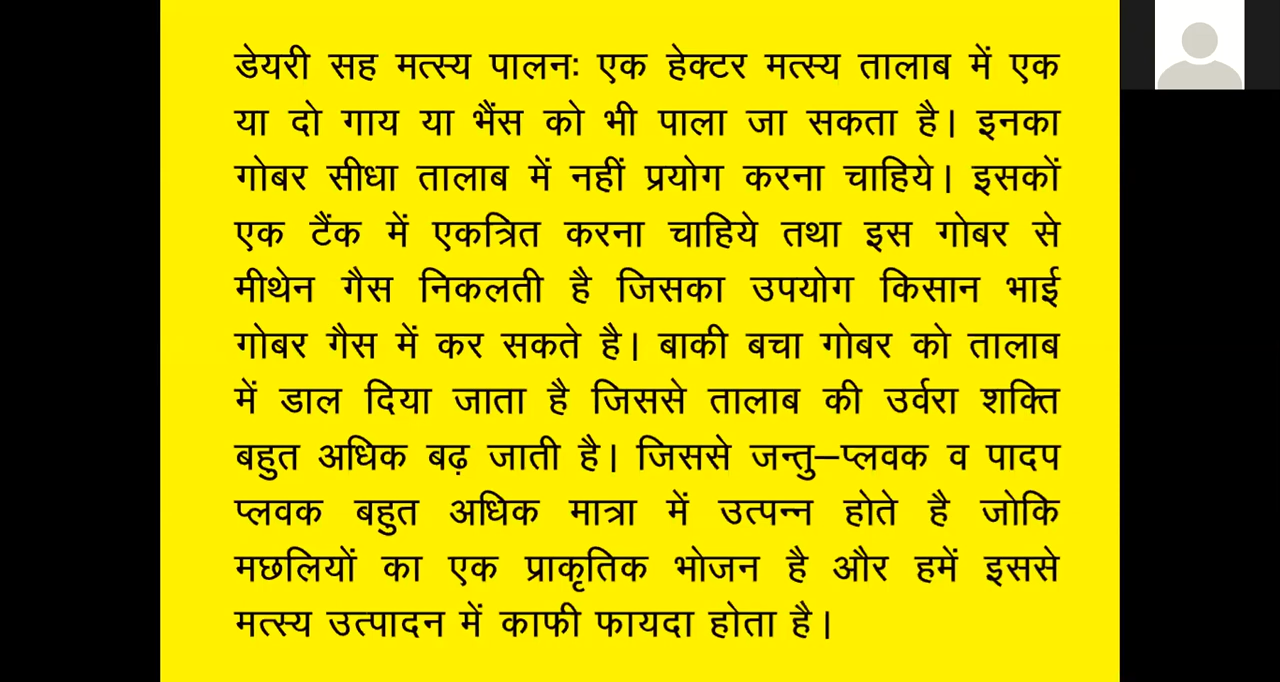 डेयरी सह मत्स्य पालनः एक हेक्टर मत्स्य तालाब में एक
या दो गाय या भैंस को भी पाला जा सकता है। इनका
गोबर सीधा तालाब में नहीं प्रयोग करना चाहिये। इसकों
एक टैंक में एकत्रित करना चाहिये तथा इस गोबर से
मीथेन गैस निकलती है जिसका उपयोग किसान भाई
गोबर गैस में कर सकते है। बाकी बचा गोबर को तालाब
में डाल दिया जाता है जिससे तालाब की उर्वरा शक्ति
बहुत अधिक बढ़ जाती है। जिससे जन्तु–प्लवक व पादप
प्लवक बहुत अधिक मात्रा में उत्पन्न होते है जोकि
मछलियों का एक प्राकृतिक भोजन है और हमें इससे
मत्स्य उत्पादन में काफी फायदा होता है।